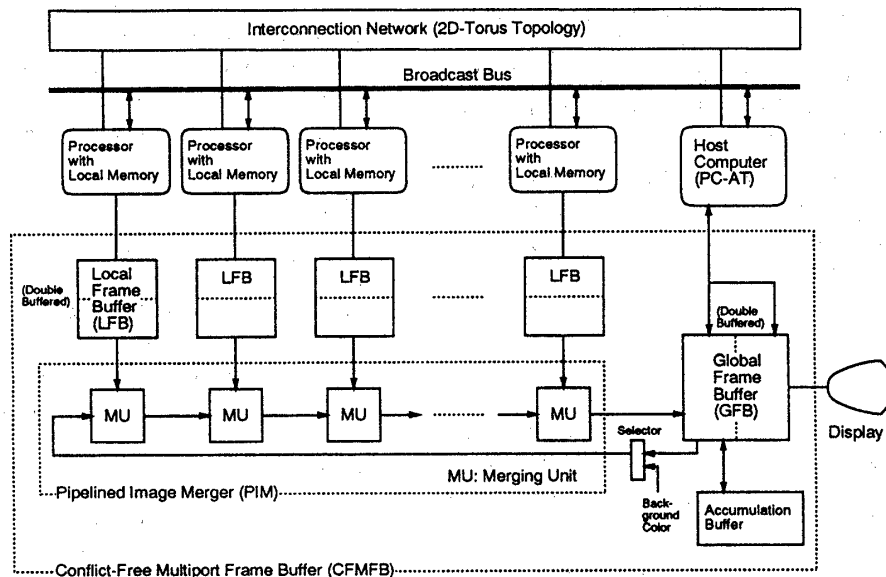 Interconnection Network (2D-Torus Topology)
Broadcast Bus
Processor
with
Local Memory
Processor
with
Local Memory
Processor
with
Local Memory
Processor
with
Local Memory
Host
Computer
(PC-AT)
(Double
Buffered)
Local
Frame
Buffer
(LFB)
LFB
LFB
LFB
(Double
Buffered)
Global
Frame
Buffer
(GFB)
Display
MU
MU
MU
MU
Selector
MU: Merging Unit
Pipelined Image Merger (PIM)
Back-
ground
Color
Accumulation
Buffer
Conflict-Free Multiport Frame Buffer (CFMFB)